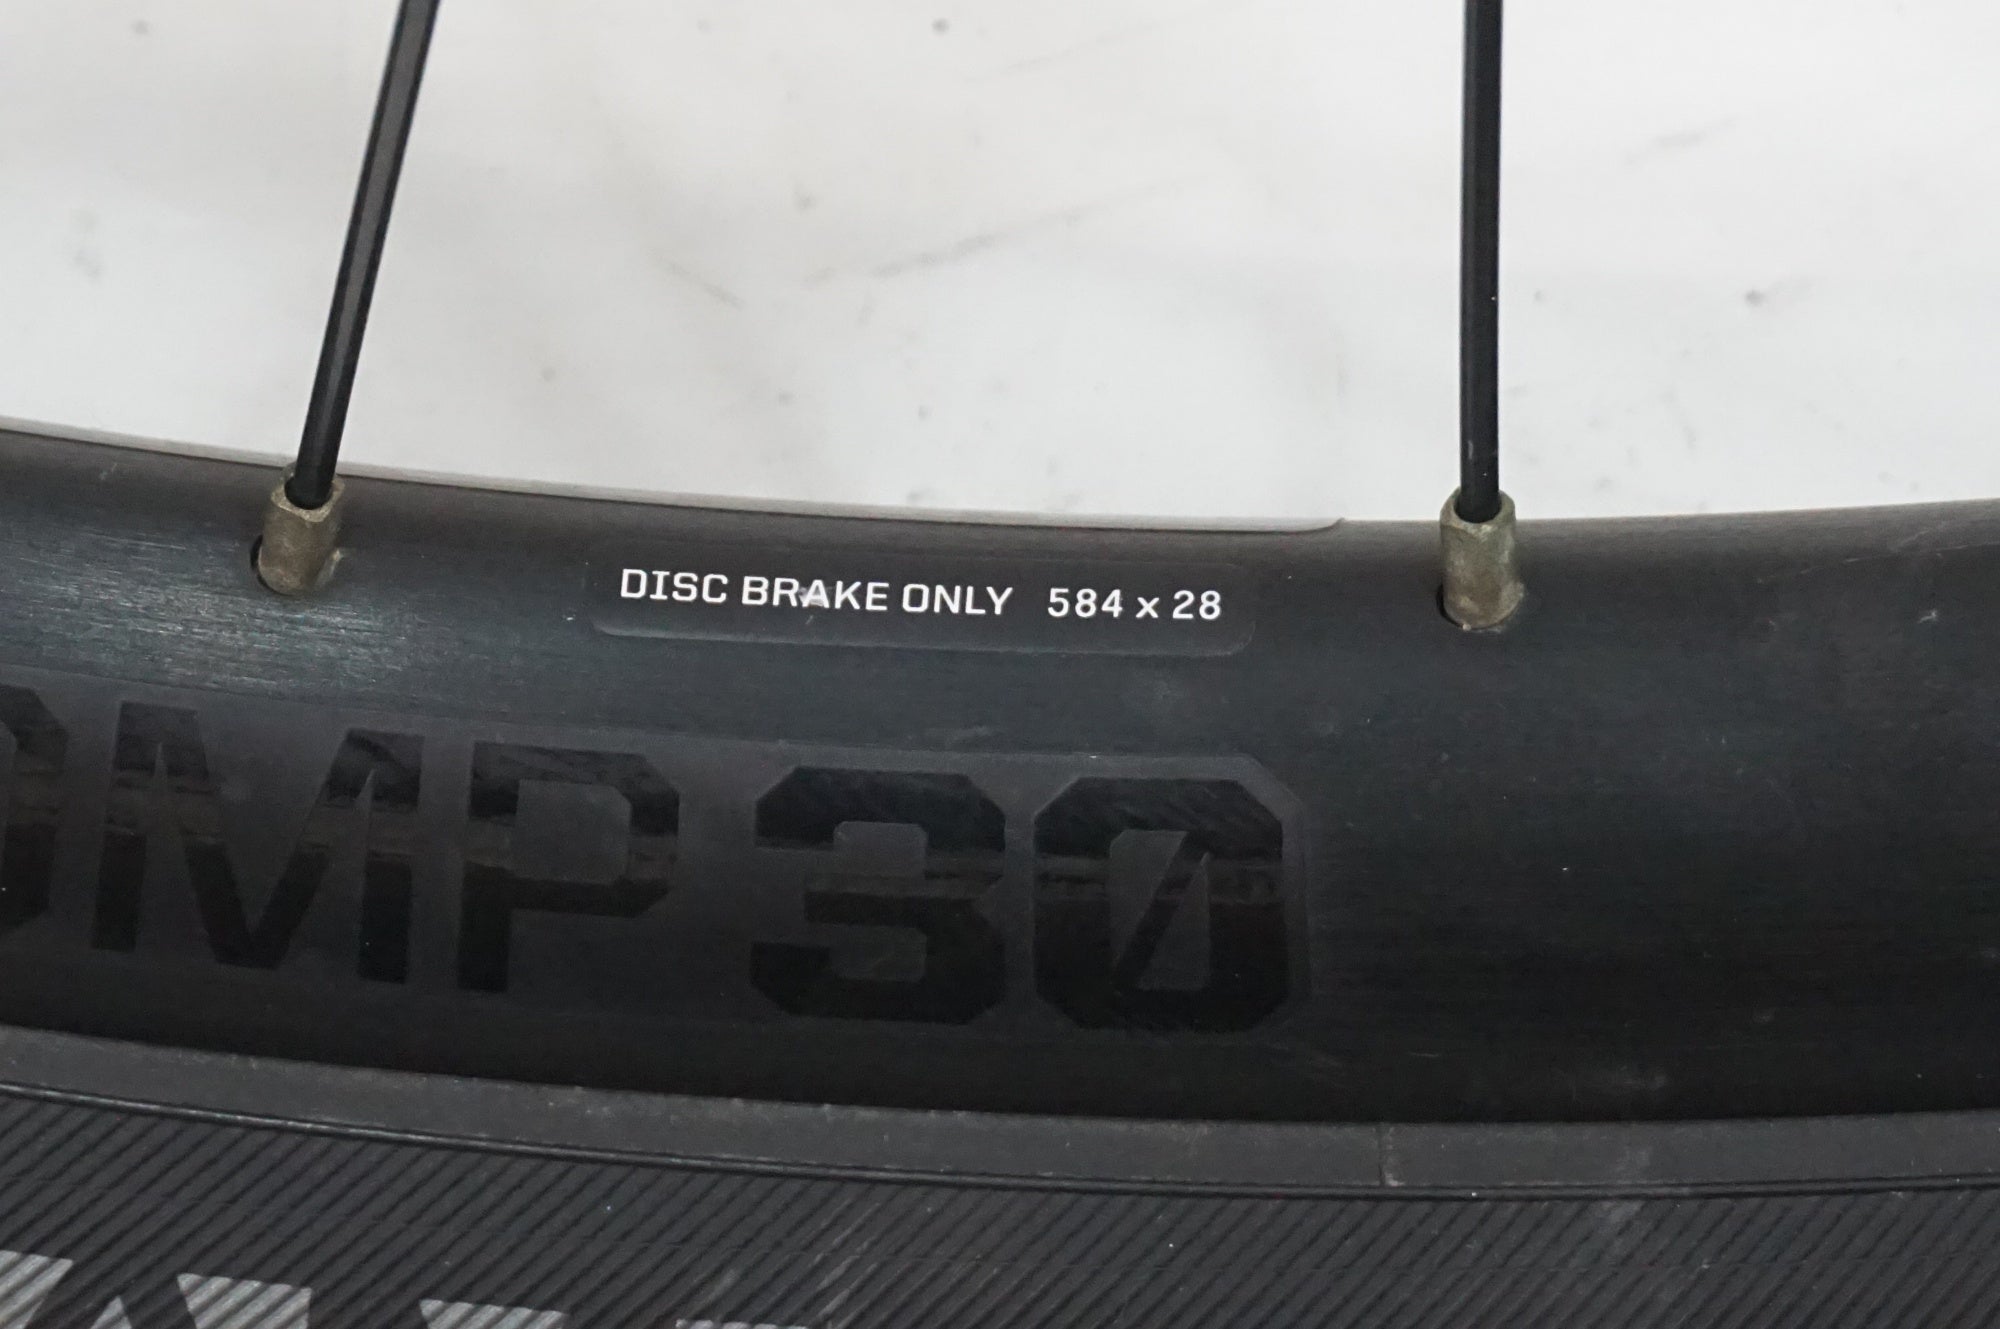 DISC BRAKE ONLY 584 x 28
OMP 30